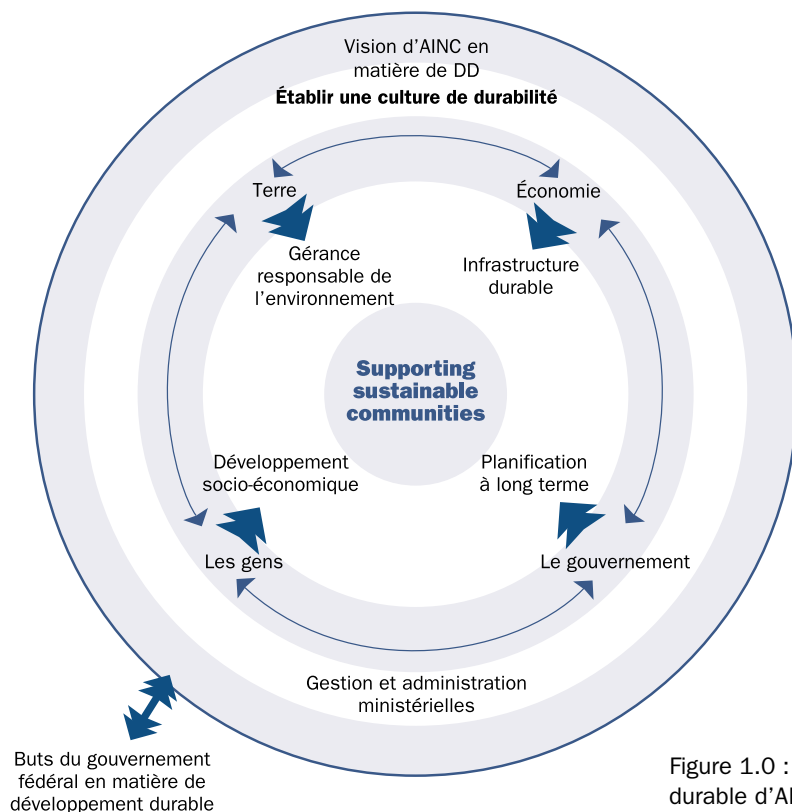 Vision d’AINC en
matière de DD
Établir une culture de durabilité
Terre
Économie
Gérance
responsable de
l’environnement
Infrastructure
durable
Supporting
sustainable
communities
Développement
socio-économique
Planification
à long terme
Les gens
Le gouvernement
Gestion et administration
ministérielles
Buts du gouvernement
fédéral en matière de
développement durable
Figure 1.0 :
durable d’AI